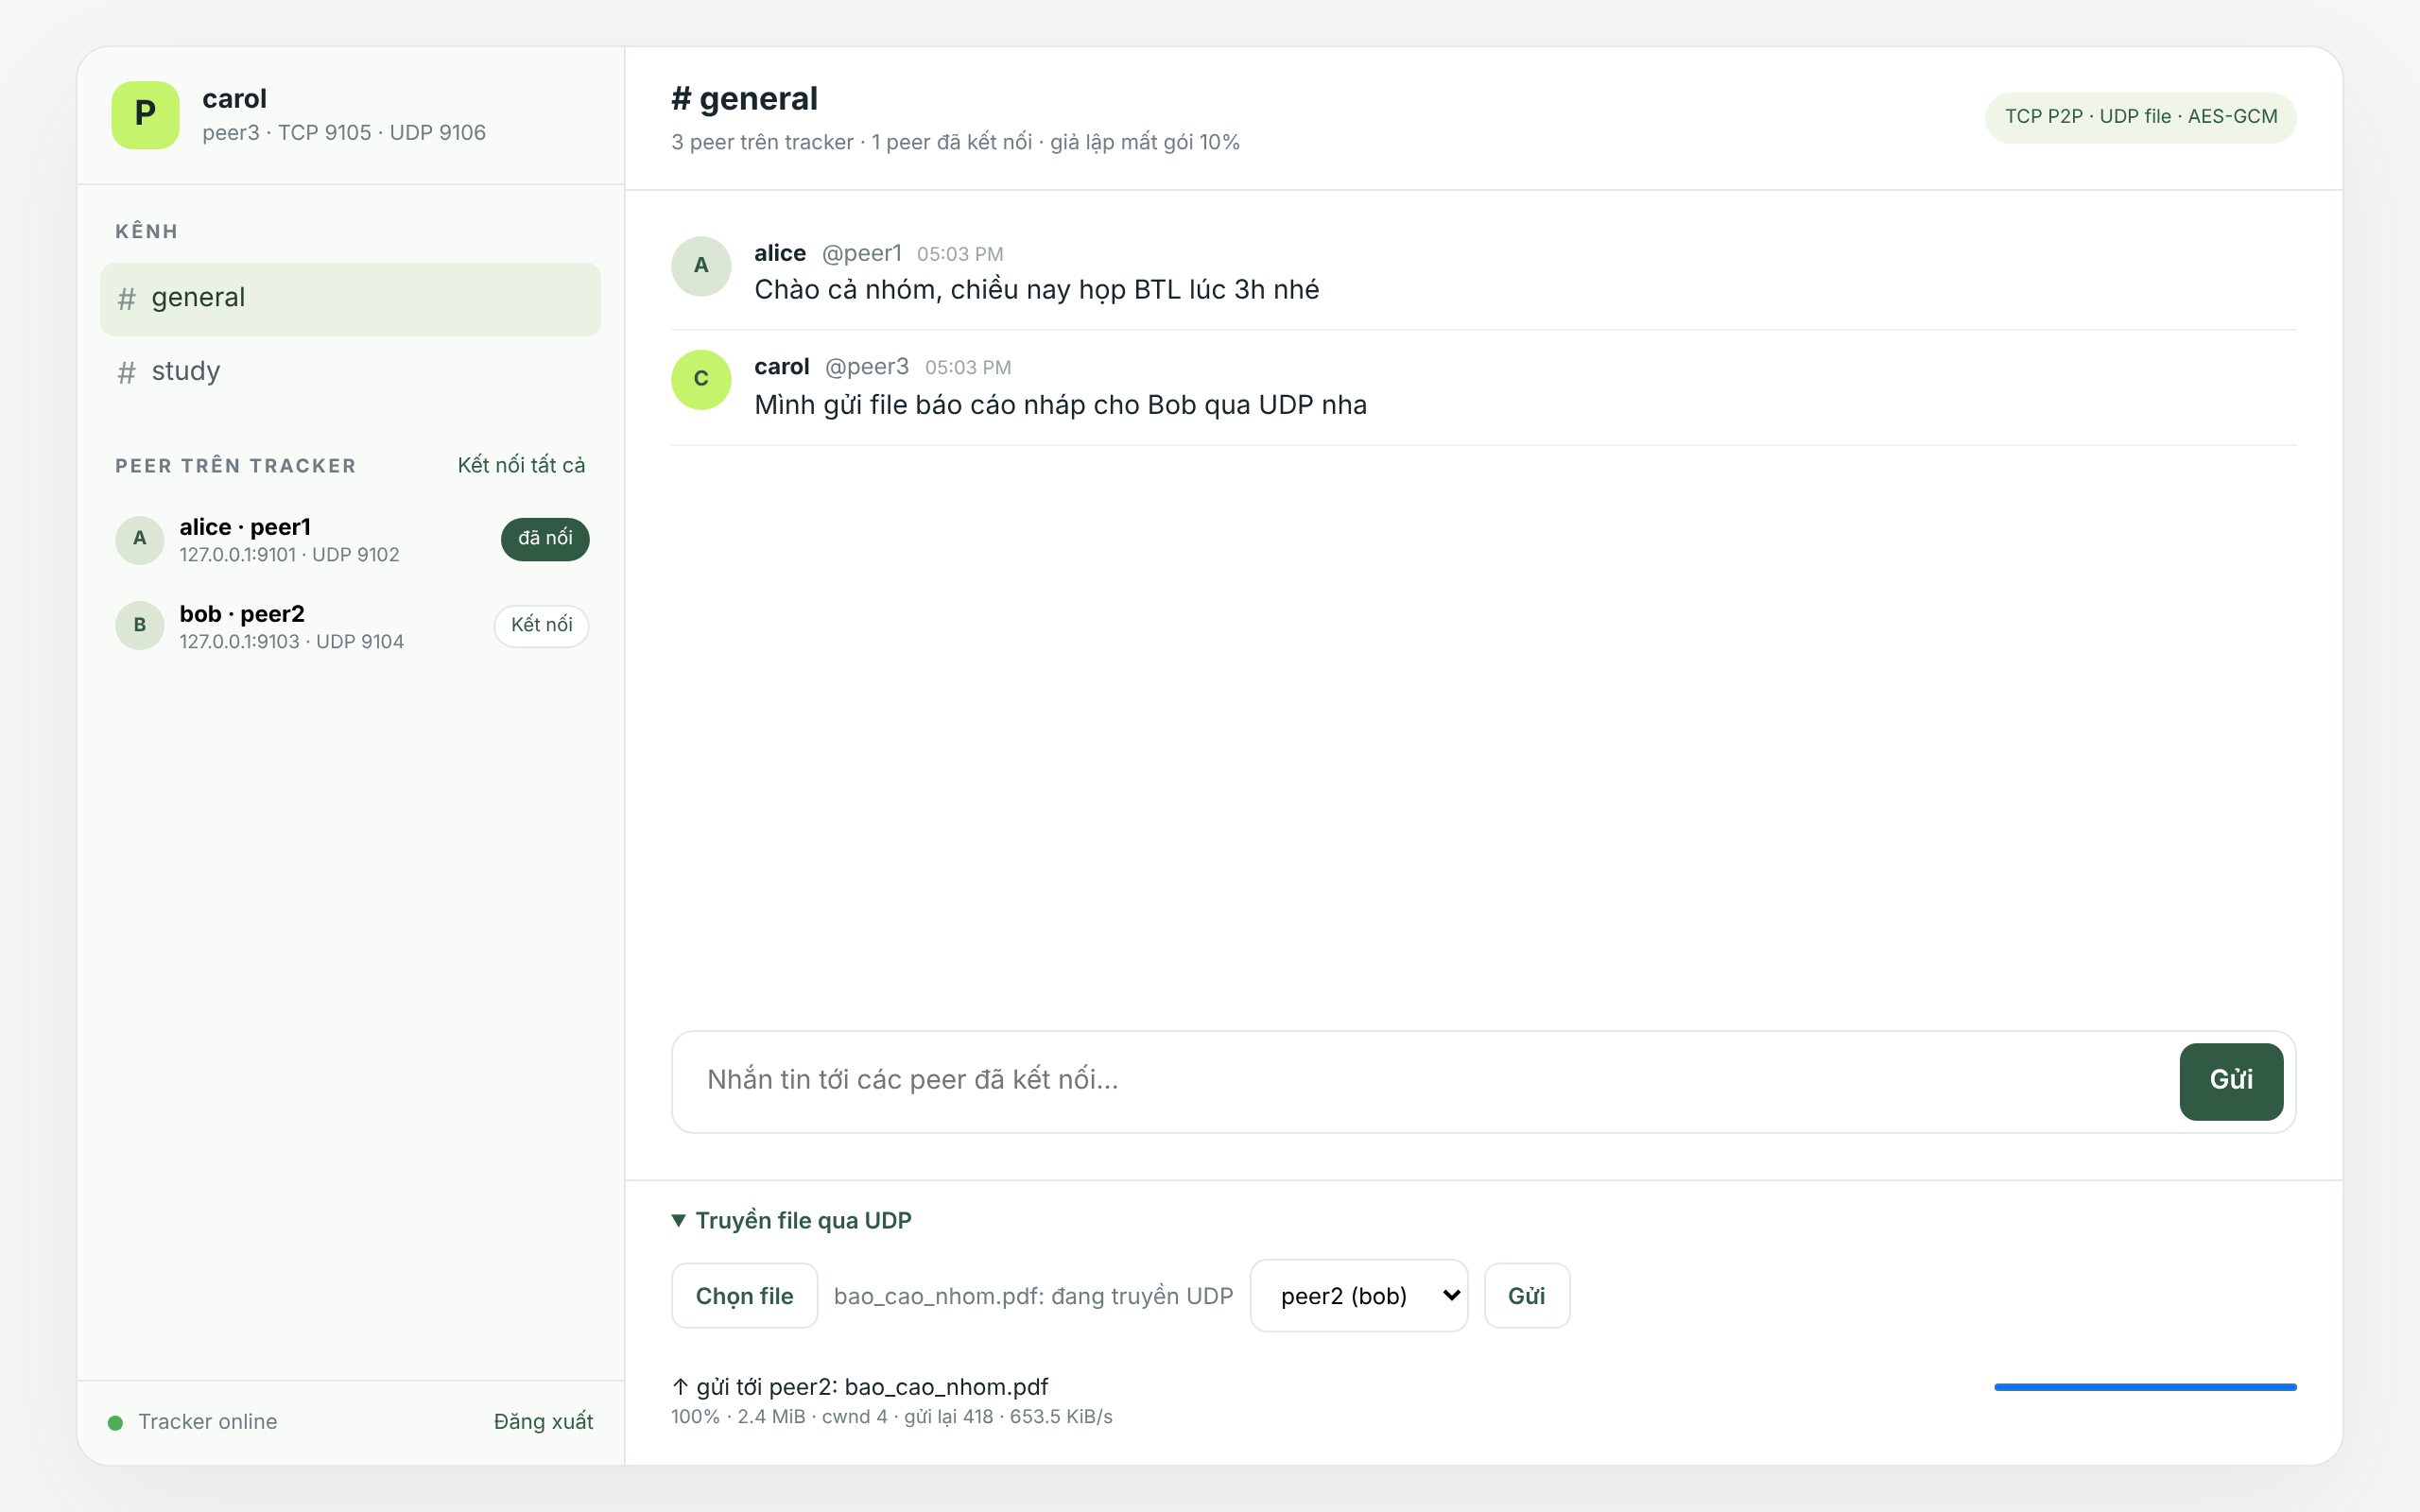 P
carol
peer3 · TCP 9105 · UDP 9106
KÊNH
# general
# study
PEER TRÊN TRACKER Kết nối tất cả
A
alice · peer1
127.0.0.1:9101 · UDP 9102
đã nối
B
bob · peer2
127.0.0.1:9103 · UDP 9104
Kết nối
Tracker online Đăng xuất
# general
3 peer trên tracker · 1 peer đã kết nối · giả lập mất gói 10%
TCP P2P · UDP file · AES-GCM
A
alice @peer1 05:03 PM
Chào cả nhóm, chiều nay họp BTL lúc 3h nhé
C
carol @peer3 05:03 PM
Mình gửi file báo cáo nháp cho Bob qua UDP nha
Nhắn tin tới các peer đã kết nối...
Gửi
▼ Truyền file qua UDP
Chọn file bao_cao_nhom.pdf: đang truyền UDP peer2 (bob) Gửi
↑ gửi tới peer2: bao_cao_nhom.pdf
100% · 2.4 MiB · cwnd 4 · gửi lại 418 · 653.5 KiB/s